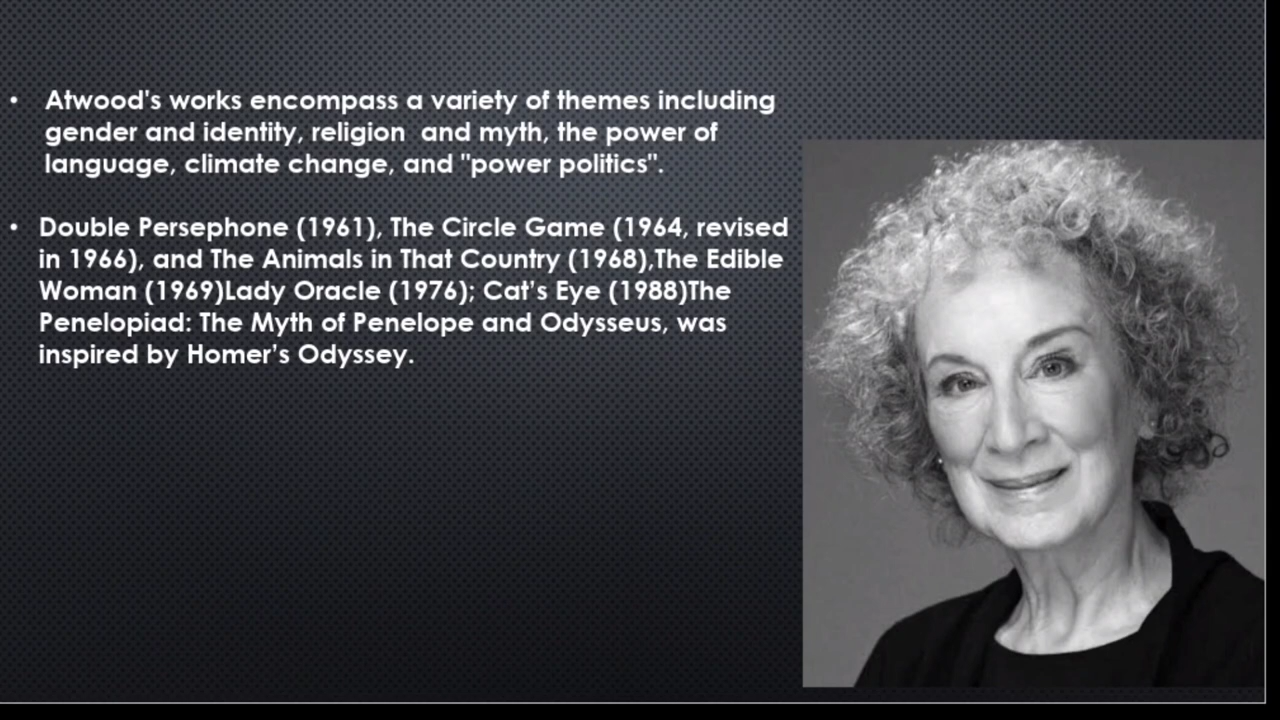 • Atwood's works encompass a variety of themes including
gender and identity, religion  and myth, the power of
language, climate change, and "power politics".
• Double Persephone (1961), The Circle Game (1964, revised
in 1966), and The Animals in That Country (1968),The Edible
Woman (1969)Lady Oracle (1976); Cat’s Eye (1988)The
Penelopiad: The Myth of Penelope and Odysseus, was
inspired by Homer’s Odyssey.